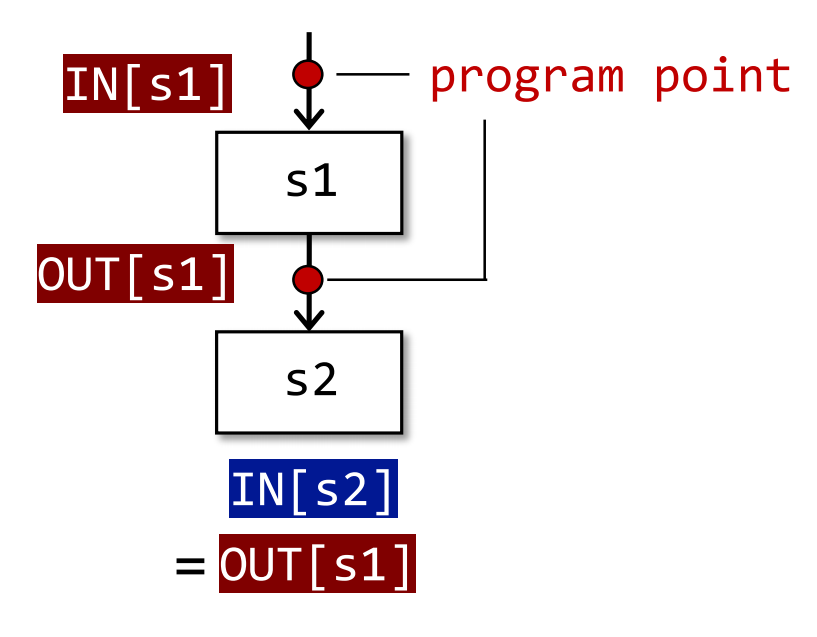 IN[s1]
program point
s1
OUT[s1]
s2
IN[s2]
= OUT[s1]